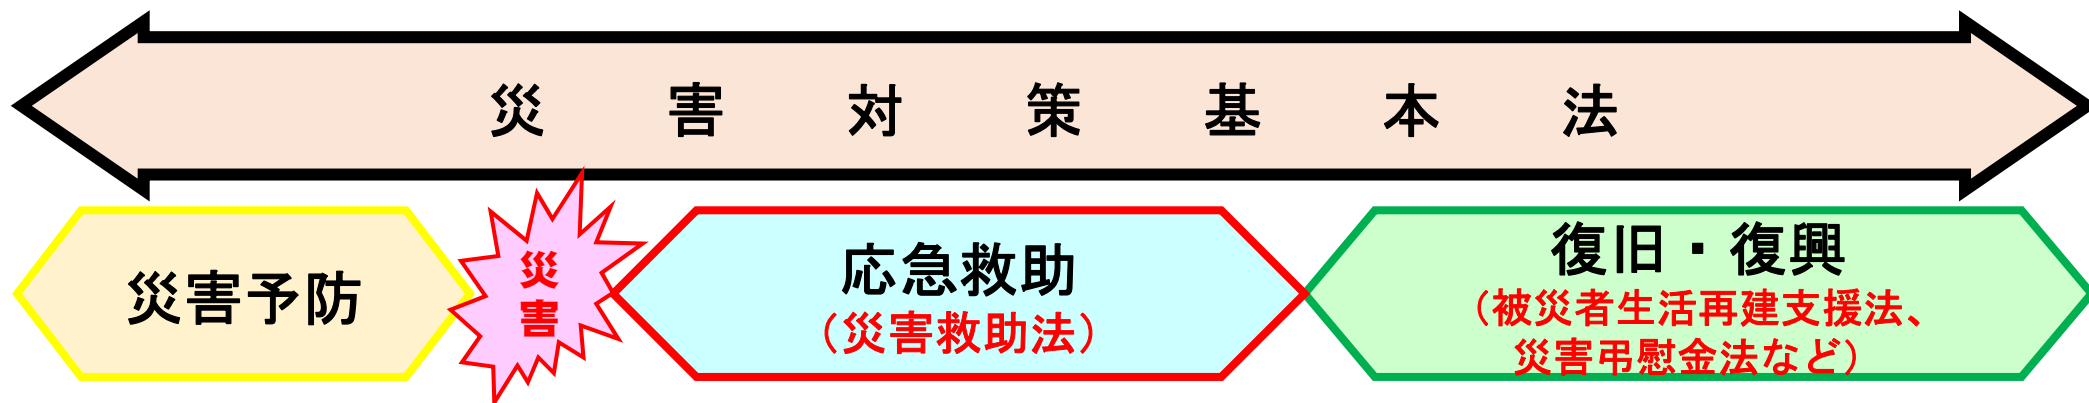 災害対策基本法
災害予防
災害
応急救助
（災害救助法）
復旧・復興
（被災者生活再建支援法、
災害弔慰金法など）